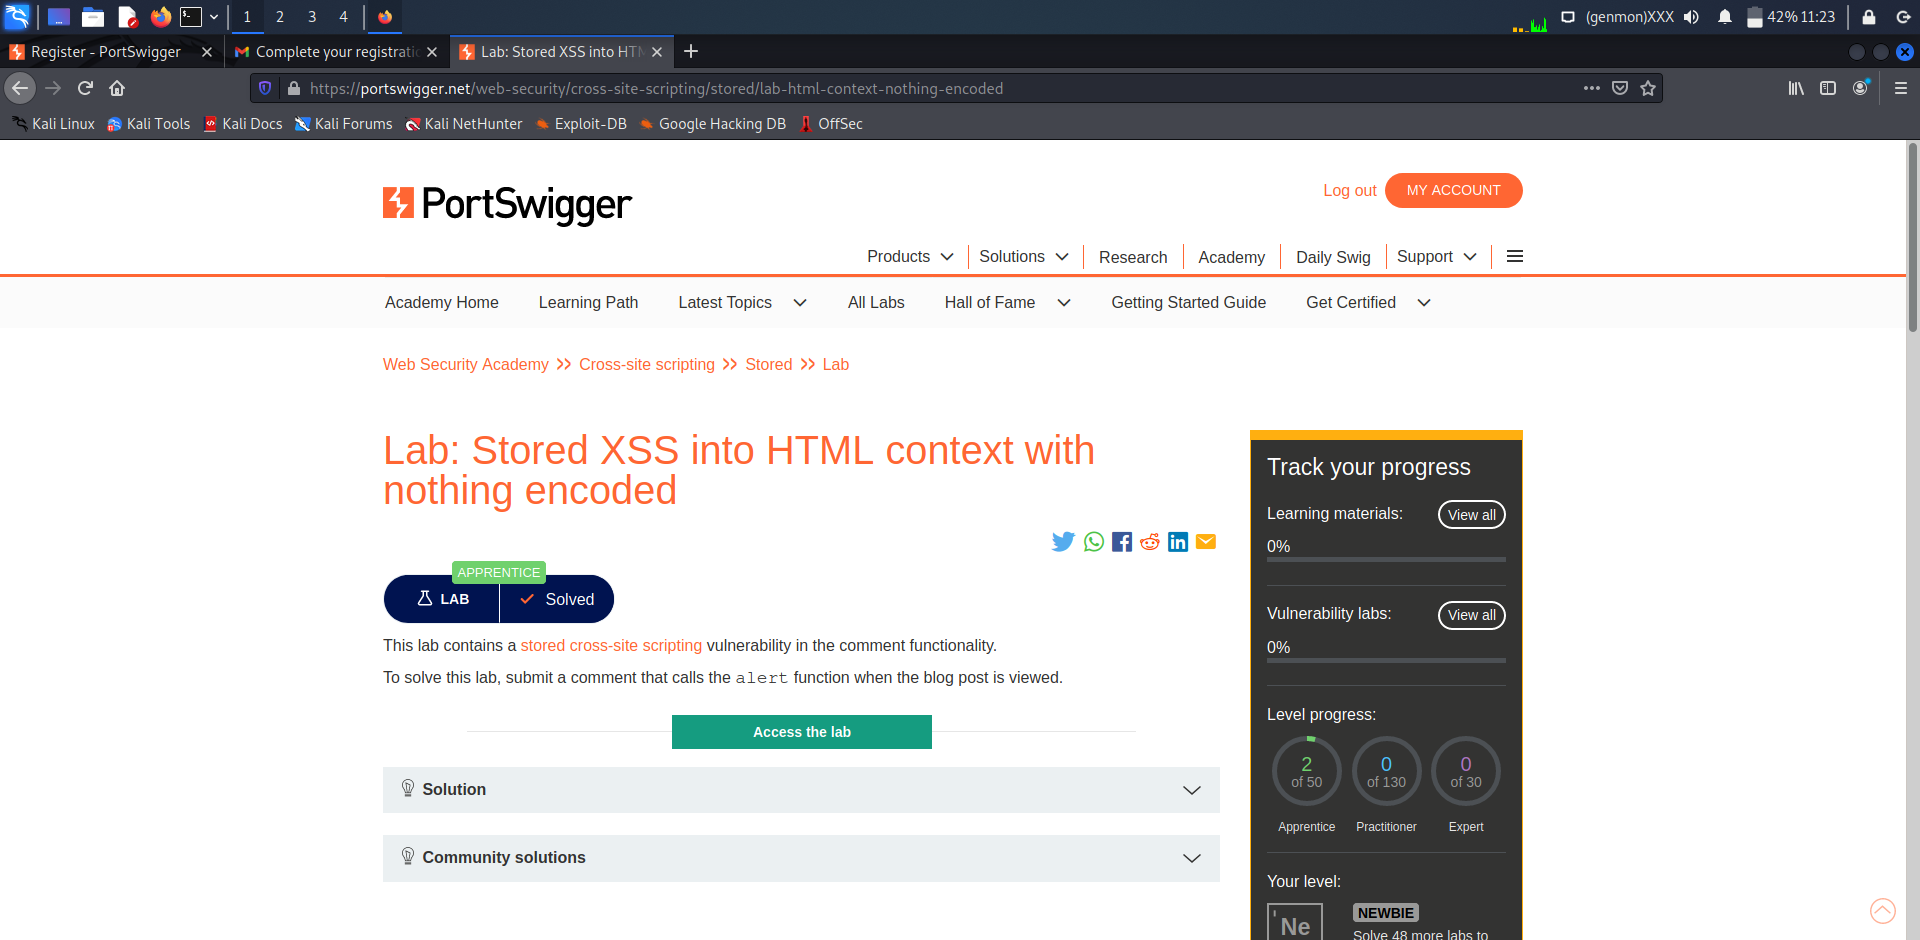 1 2 3 4 (genmon)XXX 42% 11:23
Register - PortSwigger Complete your registratio Lab: Stored XSS into HTM
https://portswigger.net/web-security/cross-site-scripting/stored/lab-html-context-nothing-encoded
Kali Linux Kali Tools Kali Docs Kali Forums Kali NetHunter Exploit-DB Google Hacking DB OffSec
PortSwigger
Log out MY ACCOUNT
Products Solutions Research Academy Daily Swig Support
Academy Home Learning Path Latest Topics All Labs Hall of Fame Getting Started Guide Get Certified
Web Security Academy >> Cross-site scripting >> Stored >> Lab
Lab: Stored XSS into HTML context with
nothing encoded
APPRENTICE
LAB Solved
This lab contains a stored cross-site scripting vulnerability in the comment functionality.
To solve this lab, submit a comment that calls the alert function when the blog post is viewed.
Access the lab
Solution
Community solutions
Track your progress
Learning materials: View all
0%
Vulnerability labs: View all
0%
Level progress:
2 0 0
of 50 of 130 of 30
Apprentice Practitioner Expert
Your level:
Ne NEWBIE
Solve 48 more labs to